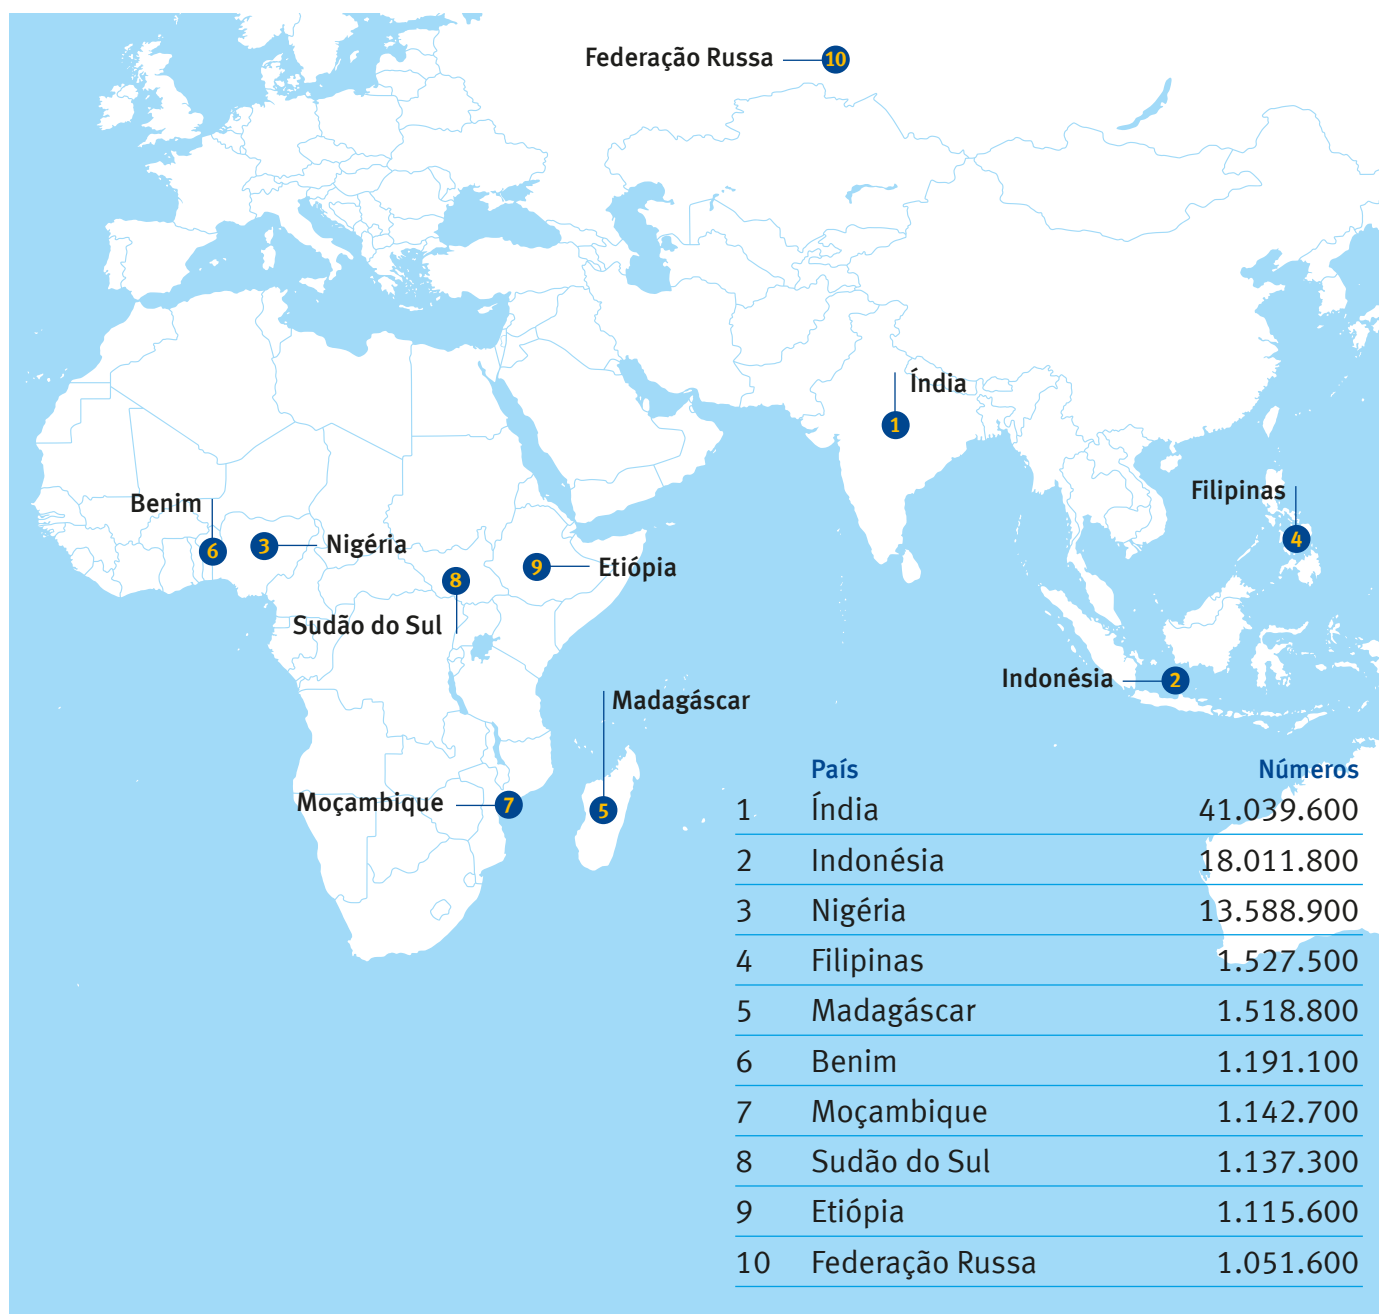 Federação Russa 10
Índia
1
Filipinas
4
Benim
6
3 Nigéria
9 Etiópia
8
Sudão do Sul
Indonésia 2
Madagáscar
5
Moçambique 7
País Números
1 Índia 41.039.600
2 Indonésia 18.011.800
3 Nigéria 13.588.900
4 Filipinas 1.527.500
5 Madagáscar 1.518.800
6 Benim 1.191.100
7 Moçambique 1.142.700
8 Sudão do Sul 1.137.300
9 Etiópia 1.115.600
10 Federação Russa 1.051.600